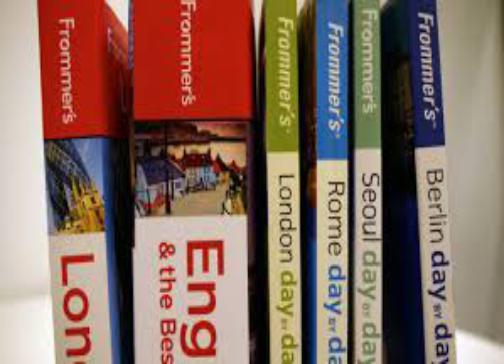 Frommer's
Lon
Frommer's
Eng
& the Bes
Frommer's
London day BY da
Frommer's
Rome day BY da
Frommer's
Seoul day BY day
Frommer's
Berlin day BY day